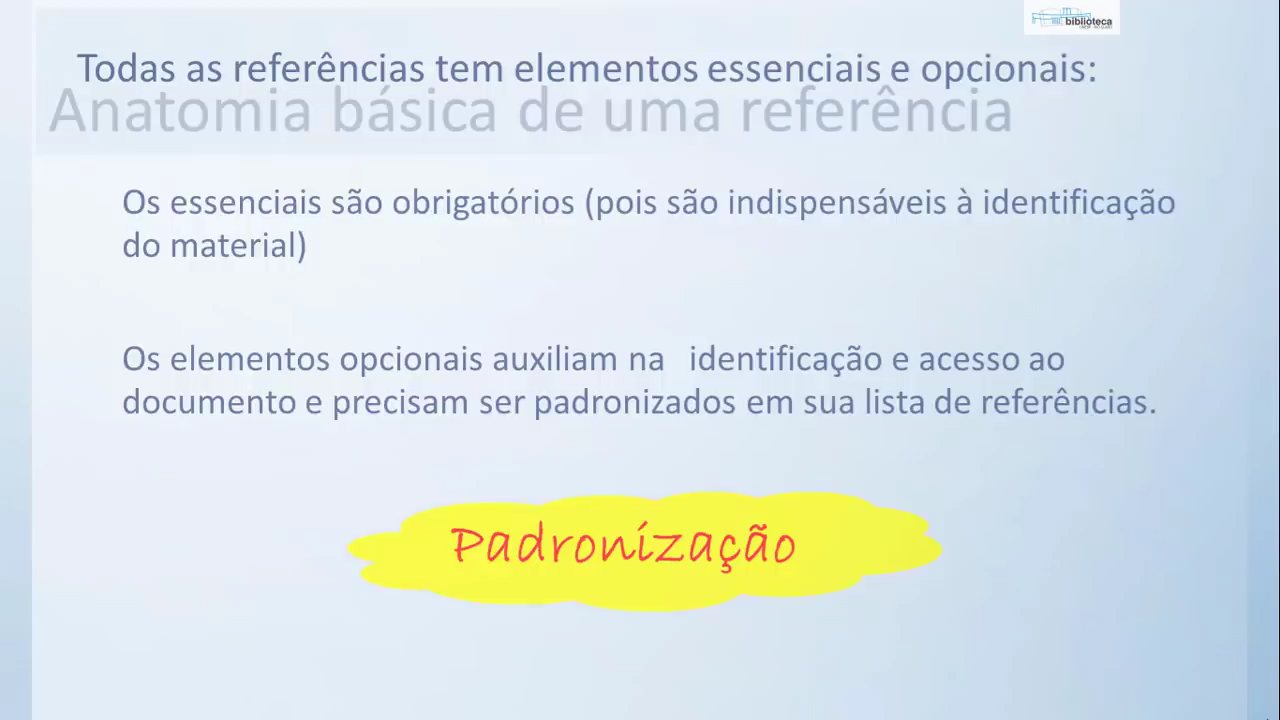 biblioteca
Todas as referências tem elementos essenciais e opcionais:
Anatomia básica de uma referência
Os essenciais são obrigatórios (pois são indispensáveis à identificação
do material)
Os elementos opcionais auxiliam na identificação e acesso ao
documento e precisam ser padronizados em sua lista de referências.
Padronização